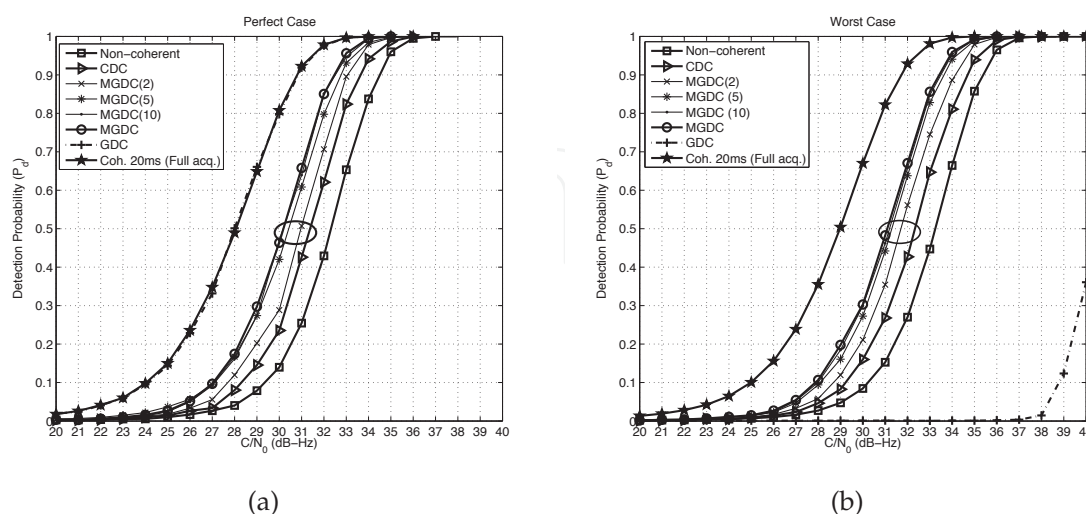 Perfect Case
1
0.9
0.8
0.7
0.6
0.5
0.4
0.3
0.2
0.1
0
Detection Probability (P_d)
Non−coherent
CDC
MGDC(2)
MGDC(5)
MGDC(10)
MGDC
GDC
Coh. 20ms (Full acq.)
20 21 22 23 24 25 26 27 28 29 30 31 32 33 34 35 36 37 38 39 40
C/N_0 (dB−Hz)
(a)
Worst Case
1
0.9
0.8
0.7
0.6
0.5
0.4
0.3
0.2
0.1
0
Detection Probability (P_d)
Non−coherent
CDC
MGDC(2)
MGDC (5)
MGDC (10)
MGDC
GDC
Coh. 20ms (Full acq.)
20 21 22 23 24 25 26 27 28 29 30 31 32 33 34 35 36 37 38 39
C/N_0 (dB−Hz)
(b)